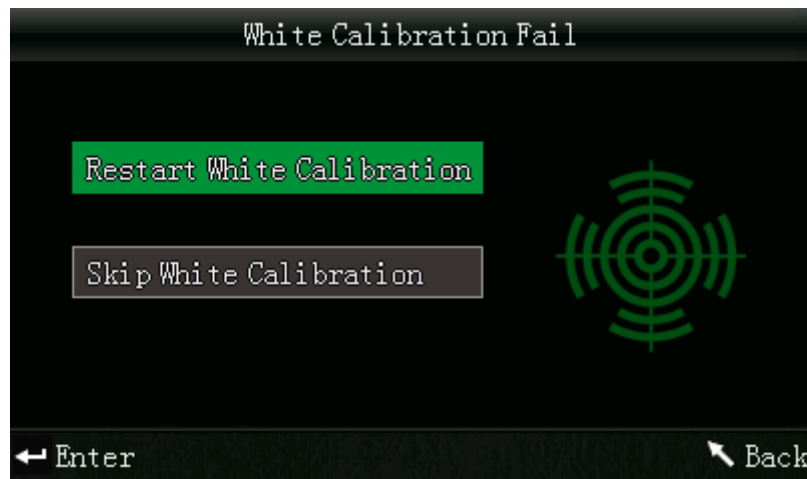 White Calibration Fail
Restart White Calibration
Skip White Calibration
Enter
Back